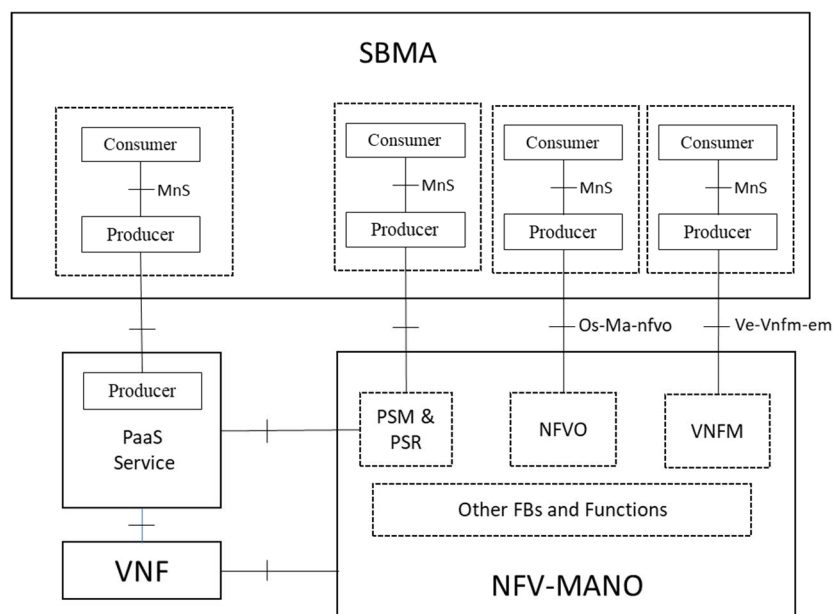 SBMA
Consumer
MnS
Producer
Consumer
MnS
Producer
Consumer
MnS
Producer
Consumer
MnS
Producer
Os-Ma-nfvo
Ve-Vnfm-em
Producer
PaaS
Service
PSM &
PSR
NFVO
VNFM
Other FBs and Functions
VNF
NFV-MANO